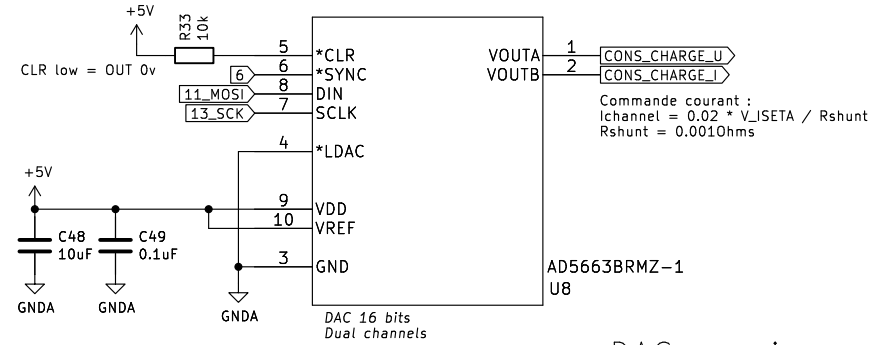 +5V
R33
10k
CLR low = OUT 0v
5
*CLR
6
6
*SYNC
11_MOSI
8
DIN
13_SCK
7
SCLK
4
*LDAC
+5V
9
VDD
10
VREF
3
GND
C48
10uF
C49
0.1uF
GNDA
GNDA
GNDA
VOUTA
1
CONS_CHARGE_U
VOUTB
2
CONS_CHARGE_I
Commande courant :
Ichannel = 0.02 * V_ISETA / Rshunt
Rshunt = 0.001Ohms
AD5663BRMZ-1
U8
DAC 16 bits
Dual channels